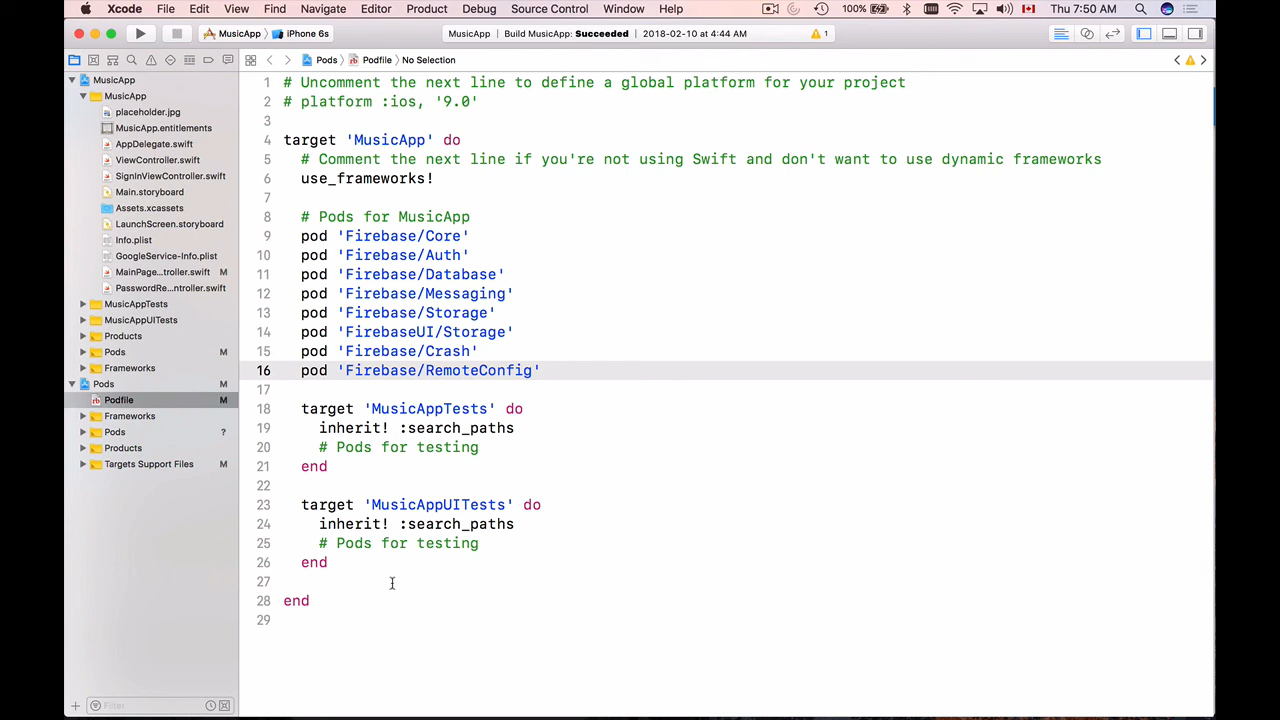 Xcode File Edit View Find Navigate Editor Product Debug Source Control Window Help 100% Thu 7:50 AM
MusicApp iPhone 6s MusicApp | Build MusicApp: Succeeded | 2018-02-10 at 4:44 AM 1
Pods Podfile No Selection
MusicApp
MusicApp
placeholder.jpg
MusicApp.entitlements
AppDelegate.swift
ViewController.swift
SignInViewController.swift
Main.storyboard
Assets.xcassets
LaunchScreen.storyboard
Info.plist
GoogleService-Info.plist
MainPage...troller.swift M
PasswordRe...ntroller.swift
MusicAppTests
MusicAppUITests
Products
Pods M
Frameworks
Pods M
Podfile M
Frameworks
Pods ?
Products
Targets Support Files M
Filter
1 # Uncomment the next line to define a global platform for your project
2 # platform :ios, '9.0'
3
4 target 'MusicApp' do
5 # Comment the next line if you're not using Swift and don't want to use dynamic frameworks
6 use_frameworks!
7
8 # Pods for MusicApp
9 pod 'Firebase/Core'
10 pod 'Firebase/Auth'
11 pod 'Firebase/Database'
12 pod 'Firebase/Messaging'
13 pod 'Firebase/Storage'
14 pod 'FirebaseUI/Storage'
15 pod 'Firebase/Crash'
16 pod 'Firebase/RemoteConfig'
17
18 target 'MusicAppTests' do
19 inherit! :search_paths
20 # Pods for testing
21 end
22
23 target 'MusicAppUITests' do
24 inherit! :search_paths
25 # Pods for testing
26 end
27
28 end
29